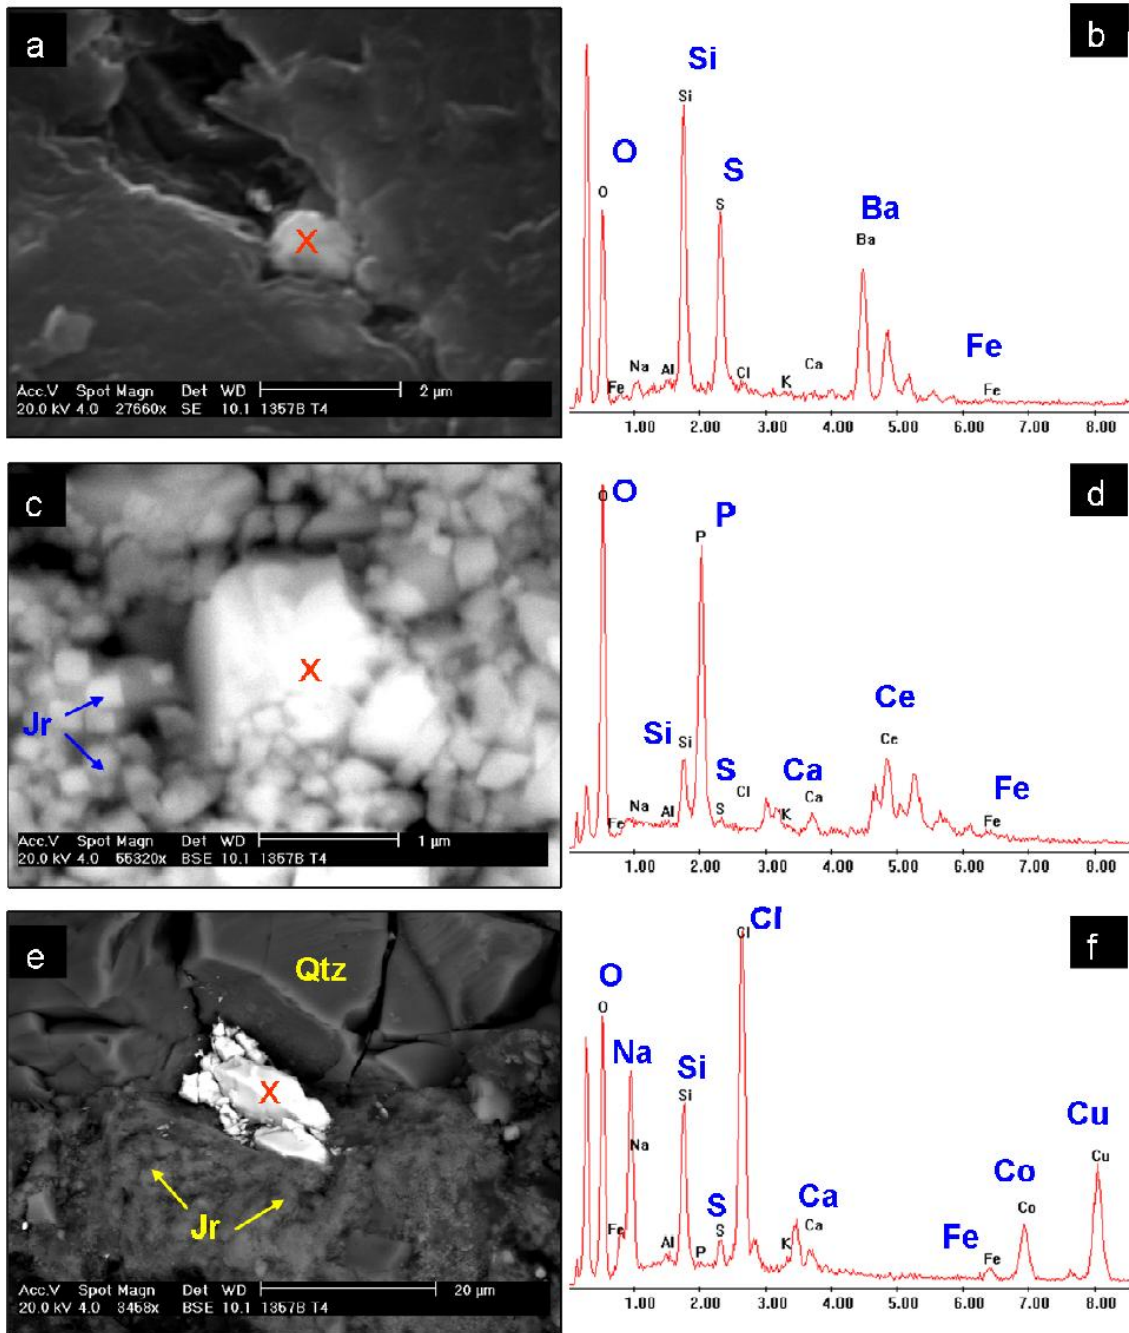 a
X
Acc.V Spot Magn Det WD 2 µm
20.0 kV 4.0 27660x SE 10.1 1357B T4
b
Si
Si
O
O
S
S
Ba
Ba
Fe
Fe
Fe Na Al Cl K Ca
1.00 2.00 3.00 4.00 5.00 6.00 7.00 8.00
c
X
Jr
Acc.V Spot Magn Det WD 1 µm
20.0 kV 4.0 55320x BSE 10.1 1357B T4
d
O
O
P
P
Si
Si
S
S
Cl
Ca
Ca
Ce
Ce
Fe
Fe
Fe Na Al K
1.00 2.00 3.00 4.00 5.00 6.00 7.00 8.00
e
Qtz
X
Jr
Acc.V Spot Magn Det WD 20 µm
20.0 kV 4.0 3458x BSE 10.1 1357B T4
f
Cl
Cl
O
O
Na
Na
Si
Si
S
S
Ca
Ca
Fe
Fe
Co
Co
Cu
Cu
Fe Al P K
1.00 2.00 3.00 4.00 5.00 6.00 7.00 8.00